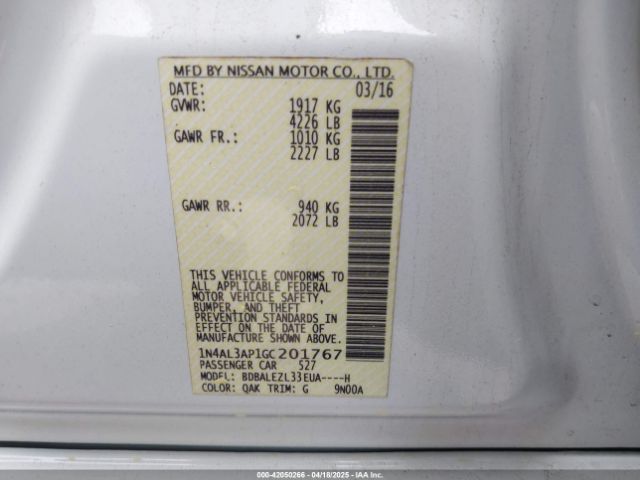 MFD BY NISSAN MOTOR CO., LTD.
DATE: 03/16
GVWR: 1917 KG
4226 LB
GAWR FR.: 1010 KG
2227 LB
GAWR RR.: 940 KG
2072 LB
THIS VEHICLE CONFORMS TO
ALL APPLICABLE FEDERAL
MOTOR VEHICLE SAFETY,
BUMPER, AND THEFT
PREVENTION STANDARDS IN
EFFECT ON THE DATE OF
MANUFACTURE SHOWN ABOVE.
1N4AL3AP1GC201767
PASSENGER CAR 527
MODEL: BDBALEZL33EUA----H
COLOR: QAK TRIM: G 9N00A
000-42050266 - 04/18/2025 - IAAI Inc. Copart